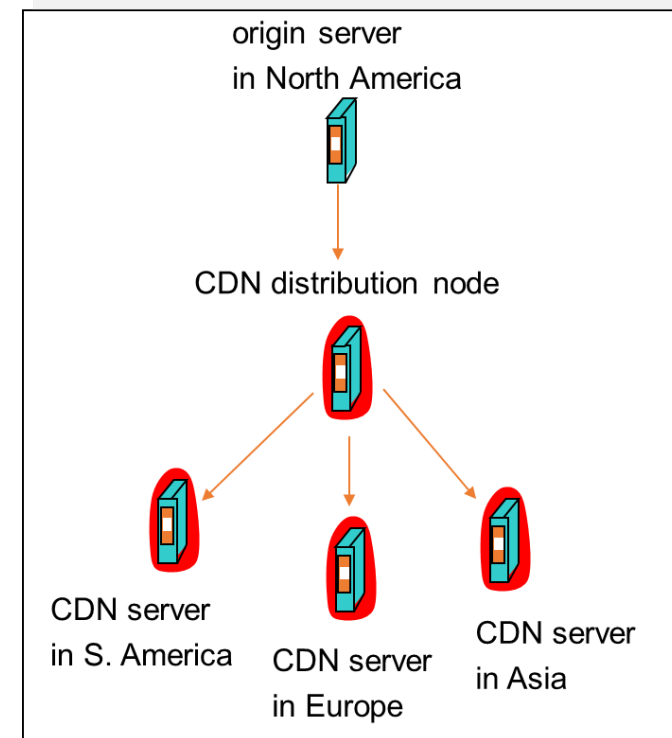 origin server
in North America
CDN distribution node
CDN server
in S. America
CDN server
in Europe
CDN server
in Asia